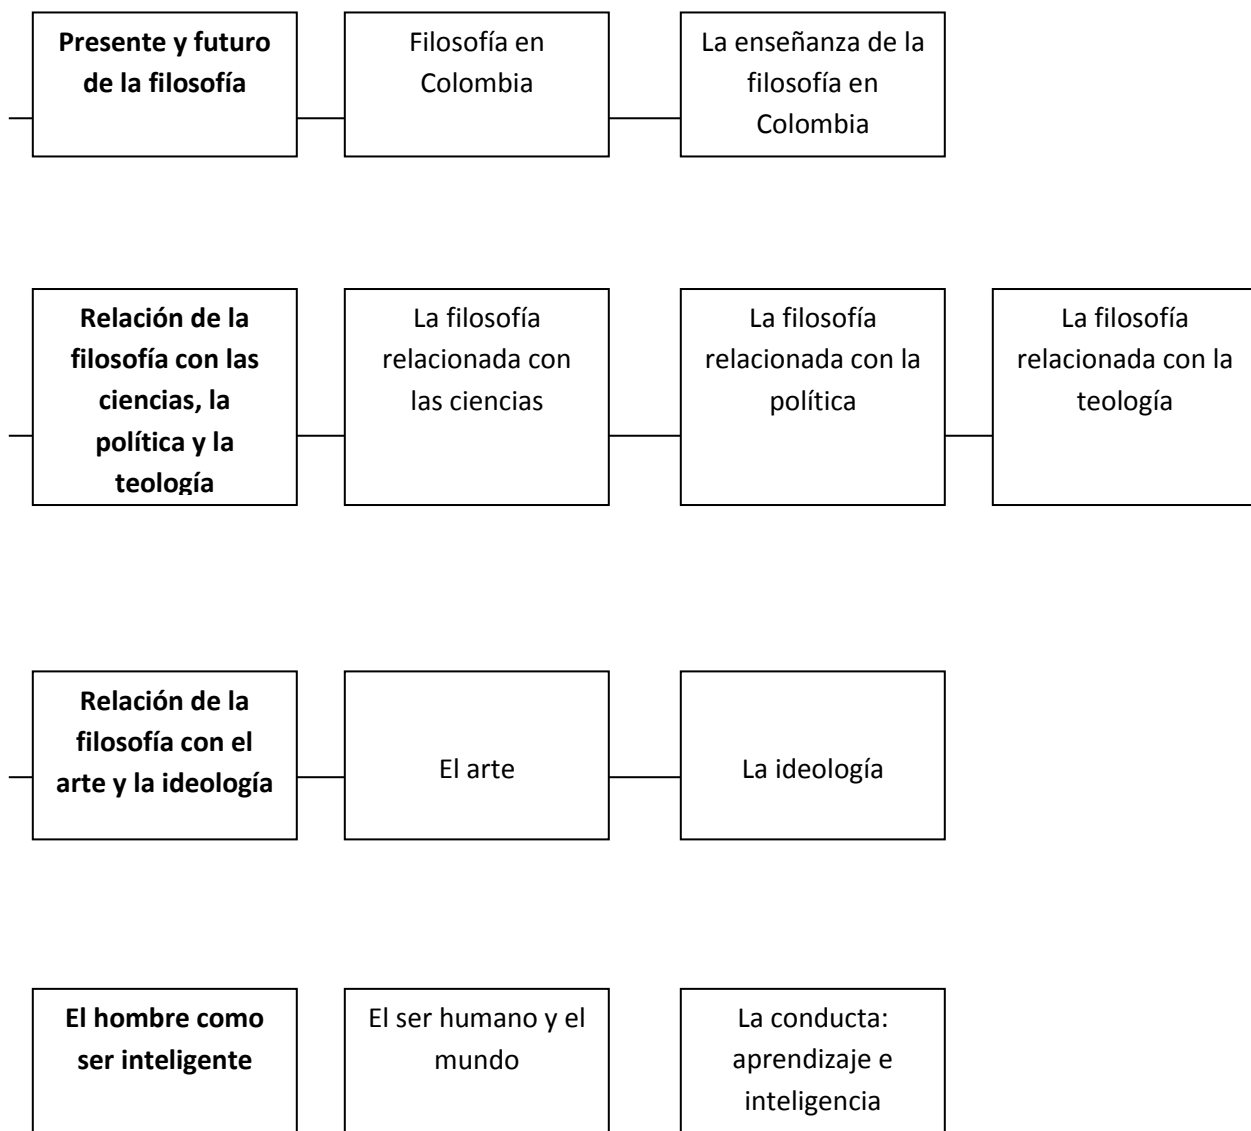 Presente y futuro
de la filosofía
Filosofía en
Colombia
La enseñanza de la
filosofía en
Colombia
Relación de la
filosofía con las
ciencias, la
política y la
teología
La filosofía
relacionada con
las ciencias
La filosofía
relacionada con la
política
La filosofía
relacionada con la
teología
Relación de la
filosofía con el
arte y la ideología
El arte
La ideología
El hombre como
ser inteligente
El ser humano y el
mundo
La conducta:
aprendizaje e
inteligencia